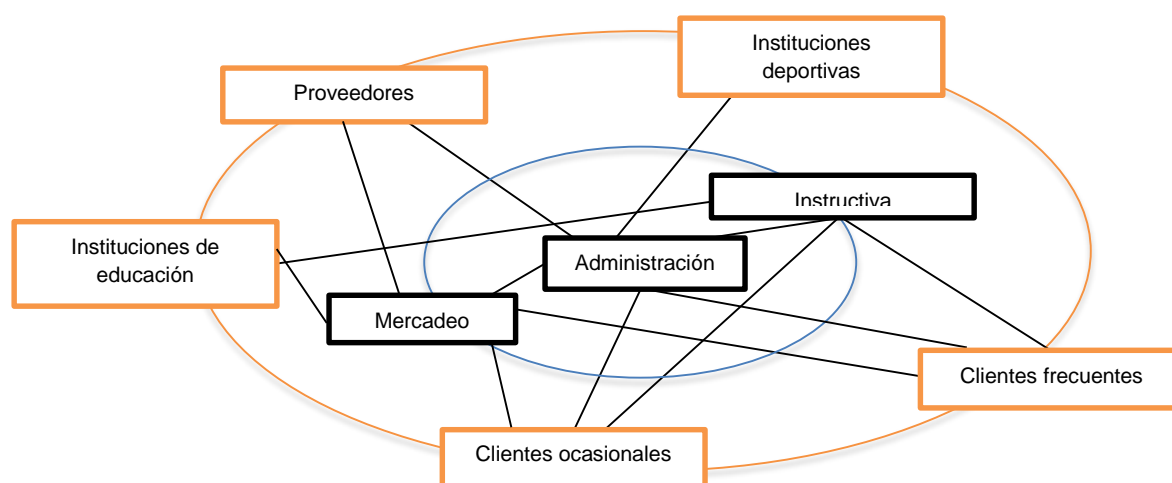 Instituciones
deportivas
Proveedores
Instructiva
Instituciones de
educación
Administración
Mercadeo
Clientes frecuentes
Clientes ocasionales